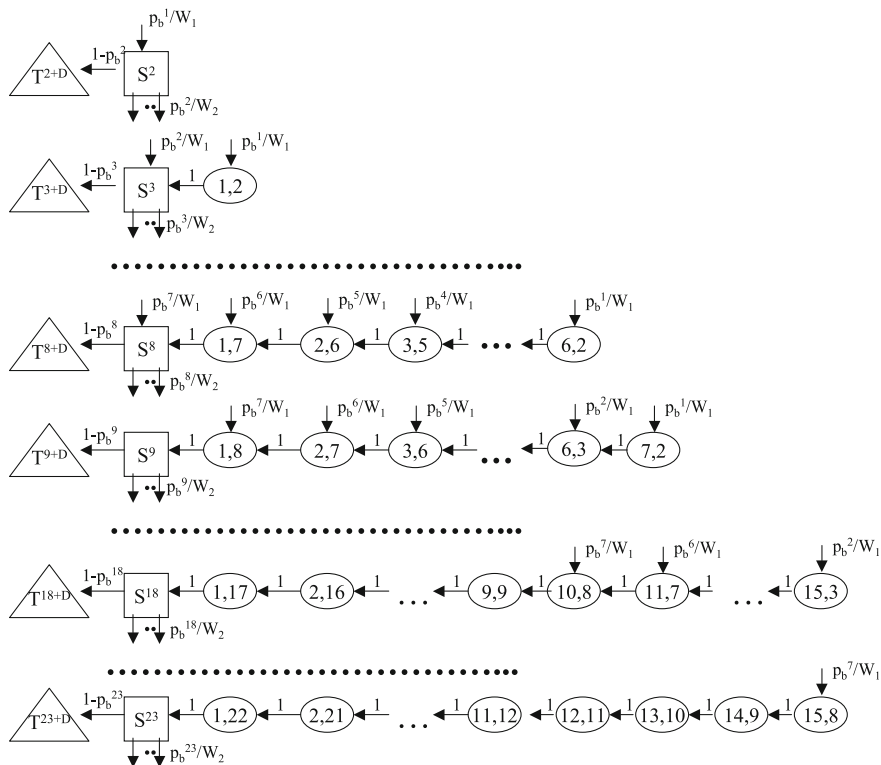 p_b^1/W_1
1-p_b^2
T^{2+D} S^2
p_b^2/W_2
p_b^2/W_1 p_b^1/W_1
1-p_b^3
T^{3+D} S^3 1 1,2
p_b^3/W_2
p_b^7/W_1 p_b^6/W_1 p_b^5/W_1 p_b^4/W_1 p_b^1/W_1
1-p_b^8
T^{8+D} S^8 1 1,7 1 2,6 1 3,5 1 ... 1 6,2
p_b^8/W_2
p_b^7/W_1 p_b^6/W_1 p_b^5/W_1 p_b^2/W_1 p_b^1/W_1
1-p_b^9
T^{9+D} S^9 1 1,8 1 2,7 1 3,6 1 ... 1 6,3 1 7,2
p_b^9/W_2
p_b^7/W_1 p_b^6/W_1 p_b^2/W_1
1-p_b^{18}
T^{18+D} S^{18} 1 1,17 1 2,16 1 ... 1 9,9 1 10,8 1 11,7 1 ... 1 15,3
p_b^{18}/W_2
p_b^7/W_1
1-p_b^{23}
T^{23+D} S^{23} 1 1,22 1 2,21 1 ... 1 11,12 1 12,11 1 13,10 1 14,9 1 15,8
p_b^{23}/W_2